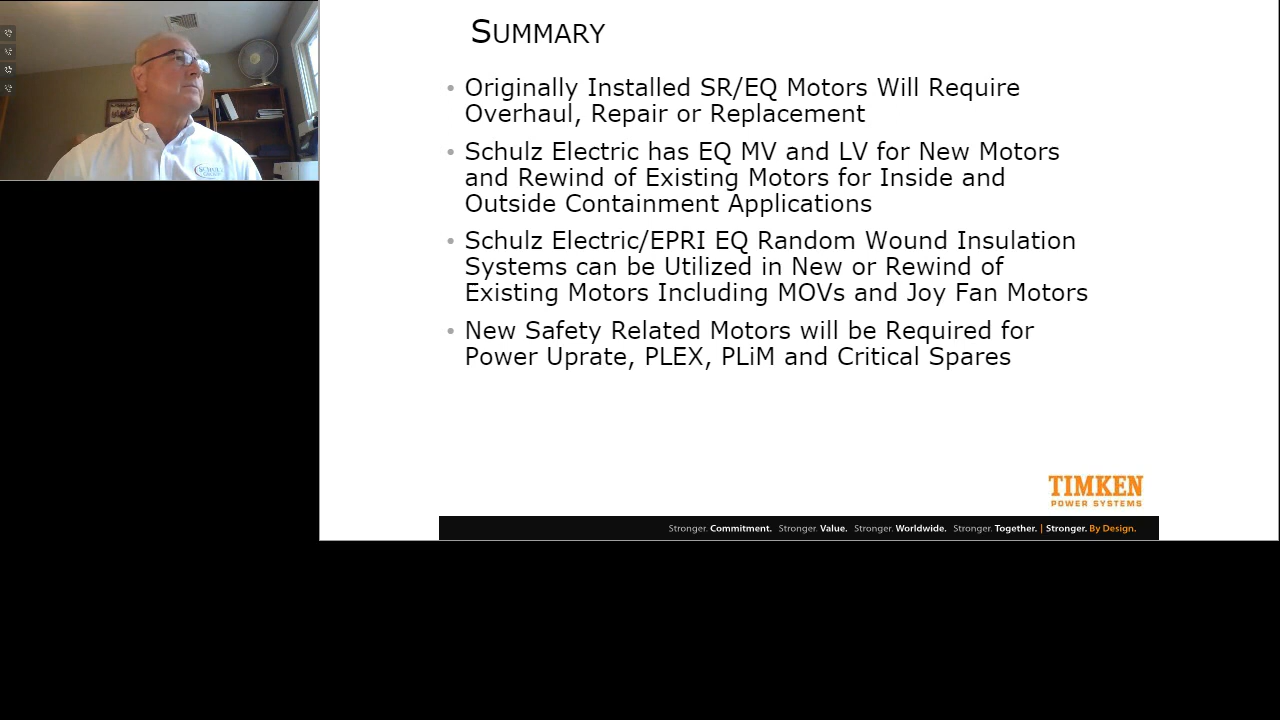 SUMMARY
• Originally Installed SR/EQ Motors Will Require
Overhaul, Repair or Replacement
• Schulz Electric has EQ MV and LV for New Motors
and Rewind of Existing Motors for Inside and
Outside Containment Applications
• Schulz Electric/EPRI EQ Random Wound Insulation
Systems can be Utilized in New or Rewind of
Existing Motors Including MOVs and Joy Fan Motors
• New Safety Related Motors will be Required for
Power Uprate, PLEX, PLiM and Critical Spares
TIMKEN
POWER SYSTEMS
Stronger. Commitment. Stronger. Value. Stronger. Worldwide. Stronger. Together. | Stronger. By Design.